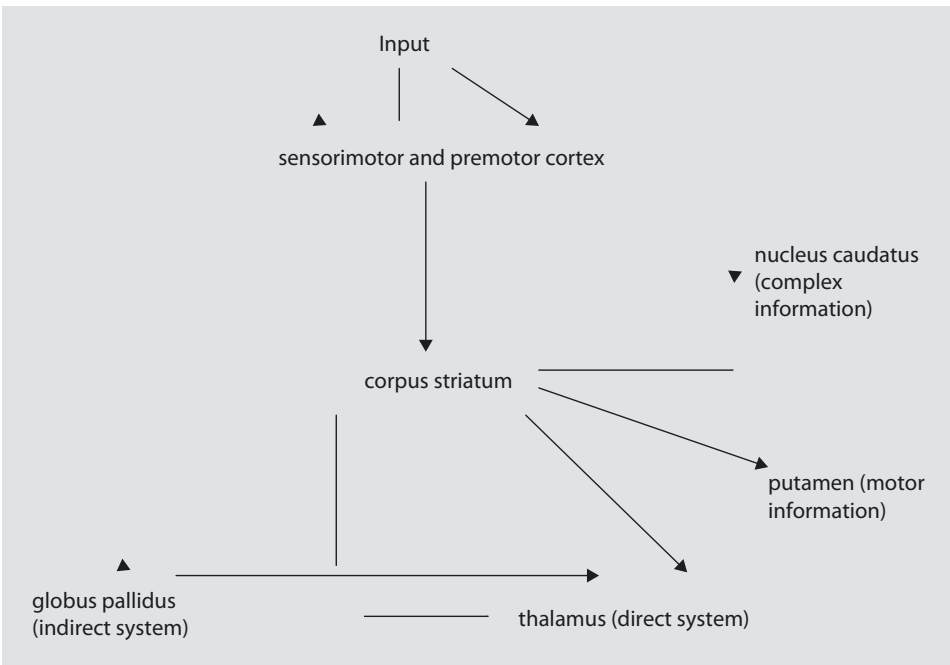 Input
sensorimotor and premotor cortex
nucleus caudatus
(complex
information)
corpus striatum
putamen (motor
information)
globus pallidus
(indirect system)
thalamus (direct system)